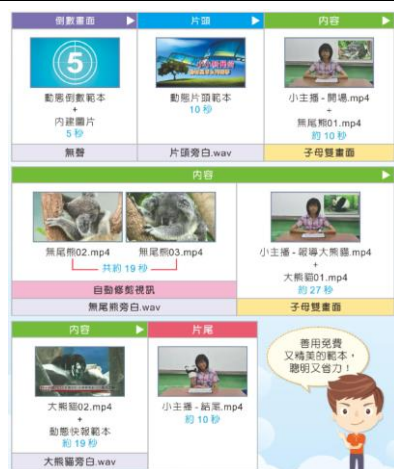 倒數畫面
片頭
內容
5
動態倒數範本
+
內建圖片
5 秒
動態片頭範本
10 秒
小主播 - 開場.mp4
+
無尾熊01.mp4
約 10 秒
無聲
片頭旁白.wav
子母雙畫面
內容
無尾熊02.mp4
無尾熊03.mp4
共約 19 秒
小主播 - 報導大熊貓.mp4
+
大熊貓01.mp4
約 27 秒
自動修剪視訊
無尾熊旁白.wav
子母雙畫面
內容
片尾
大熊貓02.mp4
+
動態快報範本
約 19 秒
小主播 - 結尾.mp4
約 10 秒
大熊貓旁白.wav
善用免費
又精美的範本，
聰明又省力！